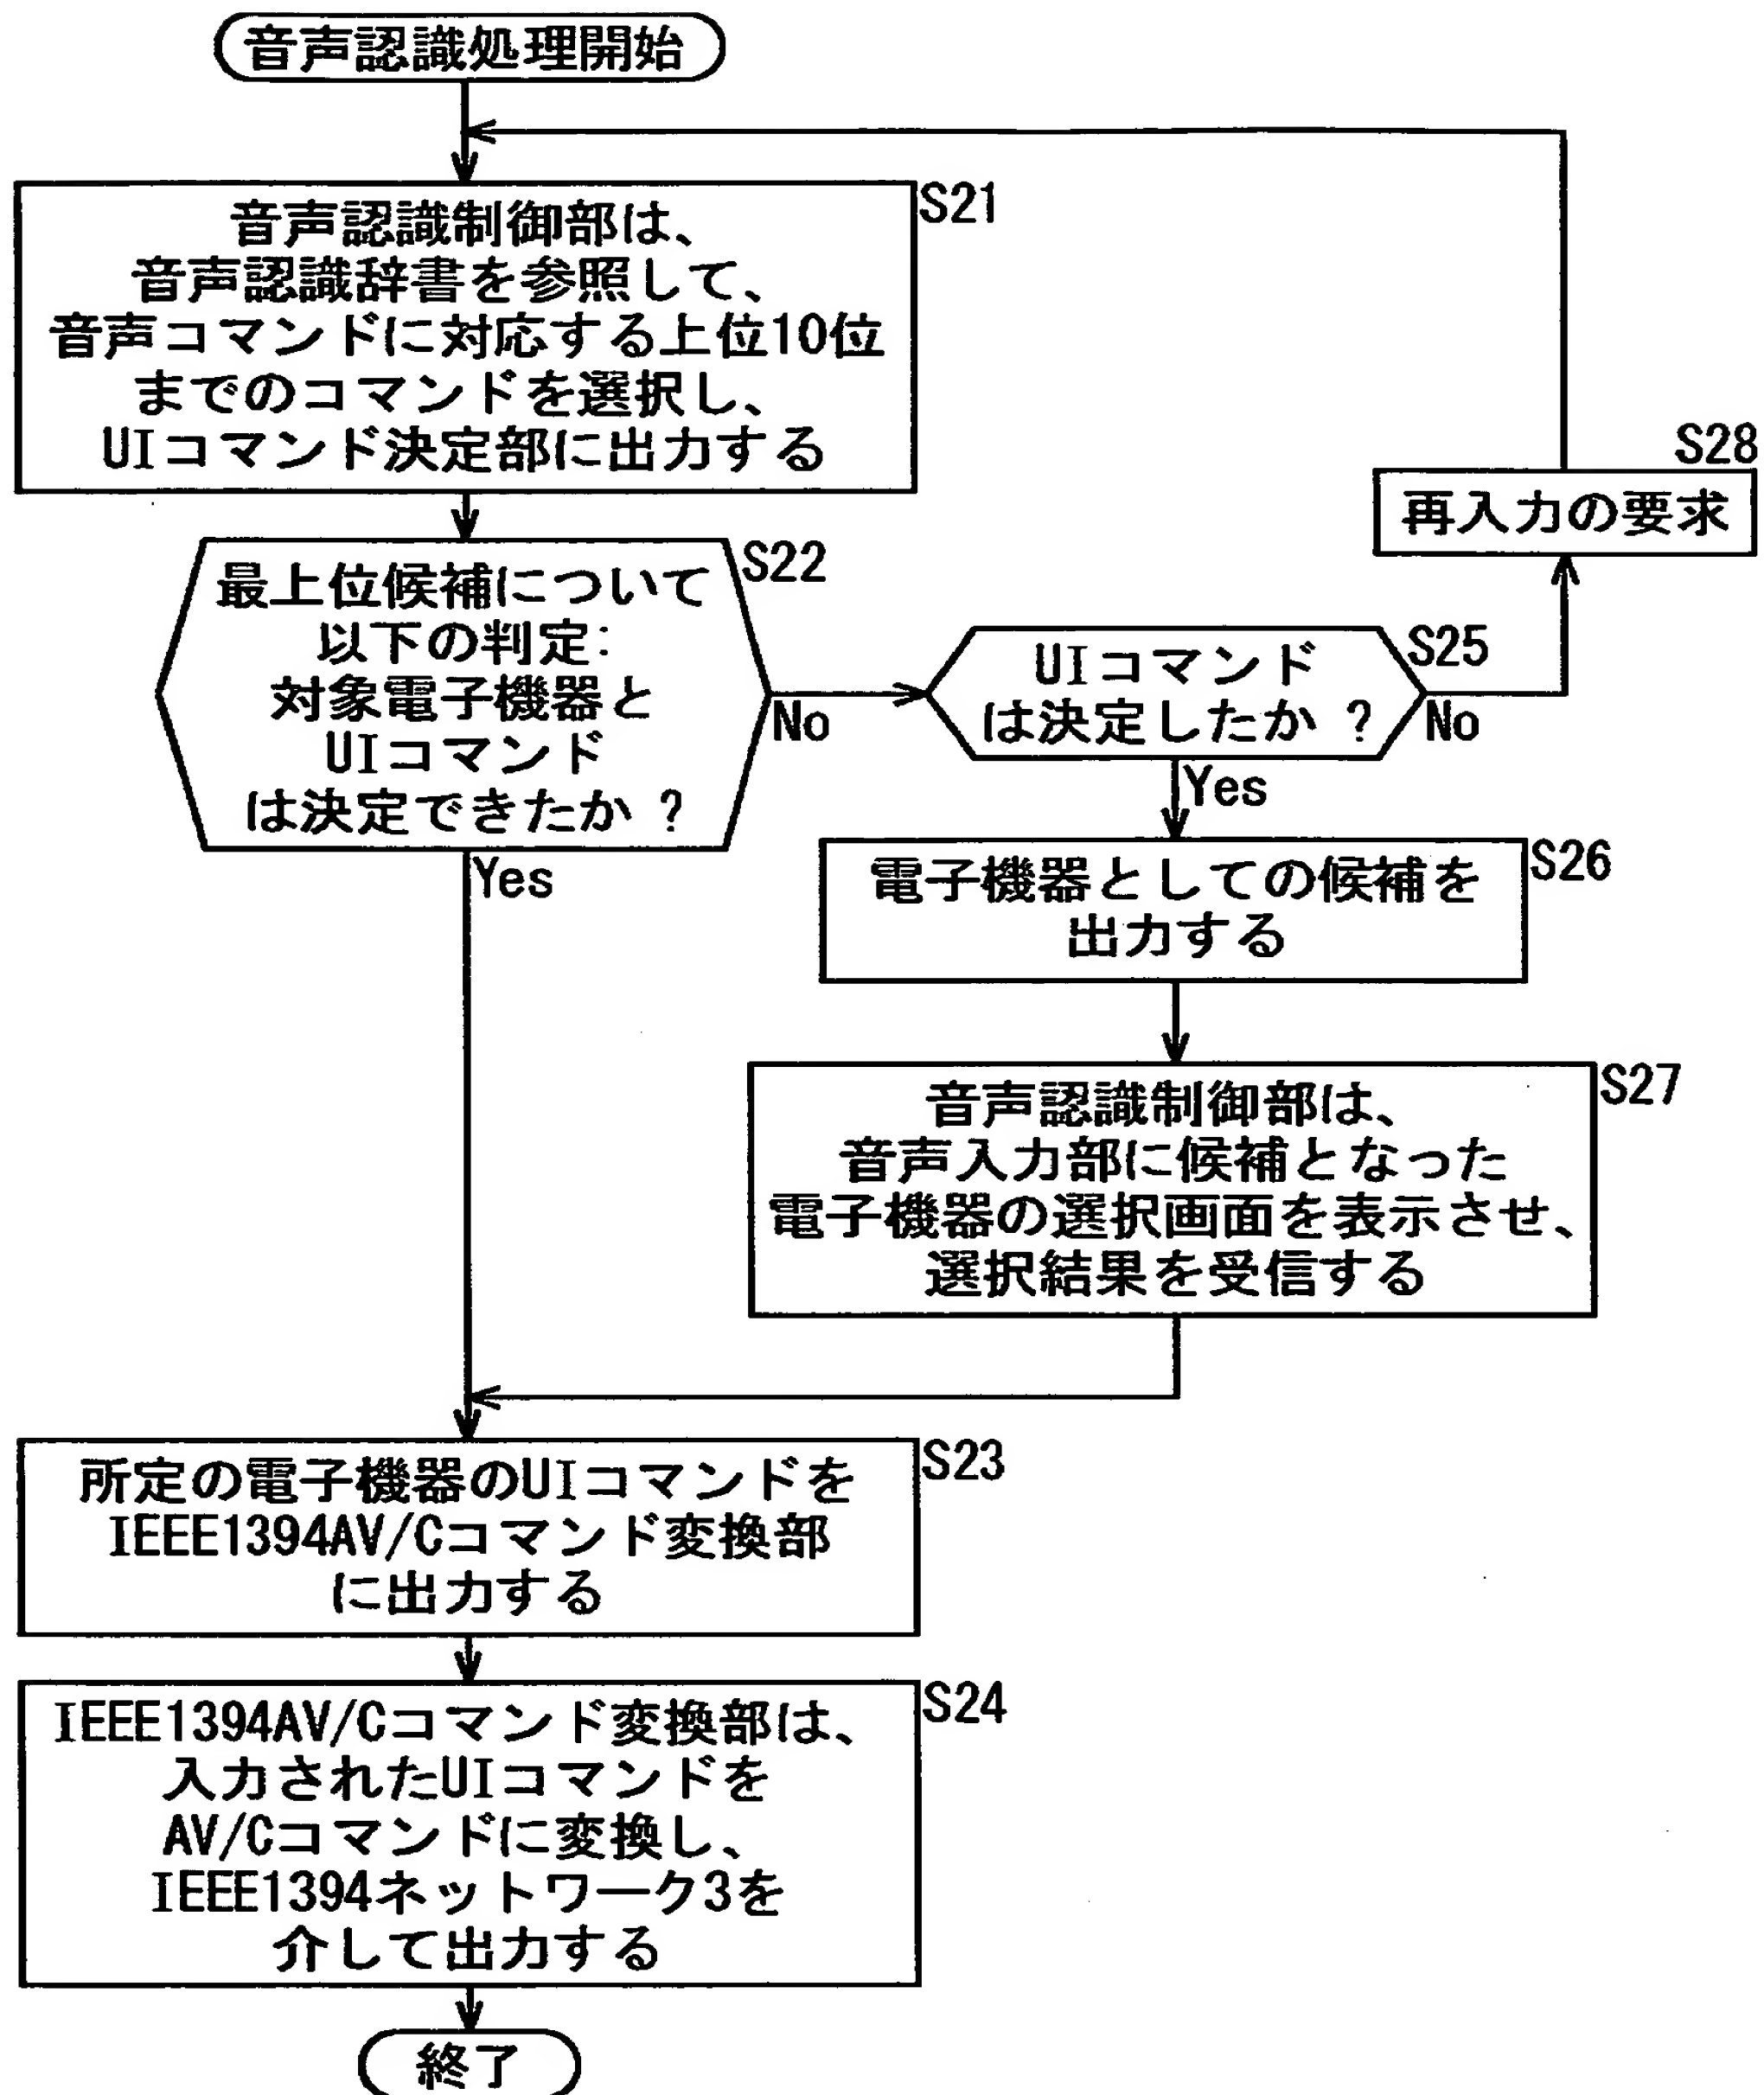 音声認識処理開始
S21
音声認識制御部は、
音声認識辞書を参照して、
音声コマンドに対応する上位10位
までのコマンドを選択し、
UIコマンド決定部に出力する
S28
再入力の要求
S22
最上位候補について
以下の判定:
対象電子機器と
UIコマンド
は決定できたか ?
No
Yes
S25
UIコマンド
は決定したか ?
No
Yes
S26
電子機器としての候補を
出力する
S27
音声認識制御部は、
音声入力部に候補となった
電子機器の選択画面を表示させ、
選択結果を受信する
S23
所定の電子機器のUIコマンドを
IEEE1394AV/Cコマンド変換部
に出力する
S24
IEEE1394AV/Cコマンド変換部は、
入力されたUIコマンドを
AV/Cコマンドに変換し、
IEEE1394ネットワーク3を
介して出力する
終了